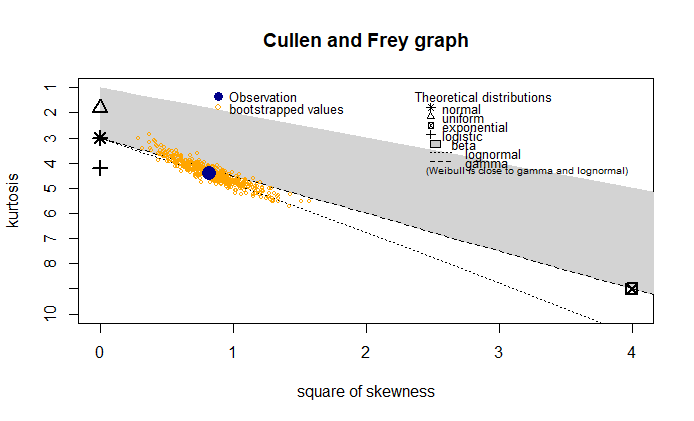 Cullen and Frey graph
Observation
bootstrapped values
Theoretical distributions
normal
uniform
exponential
logistic
beta
lognormal
gamma
(Weibull is close to gamma and lognormal)
kurtosis
1
2
3
4
5
6
7
8
10
0
1
2
3
4
square of skewness